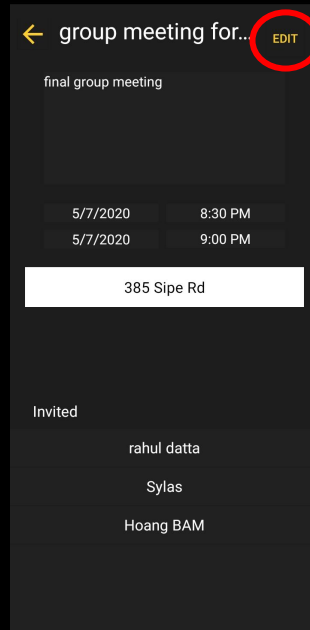 group meeting for...
EDIT
final group meeting
5/7/2020 8:30 PM
5/7/2020 9:00 PM
385 Sipe Rd
Invited
rahul datta
Sylas
Hoang BAM